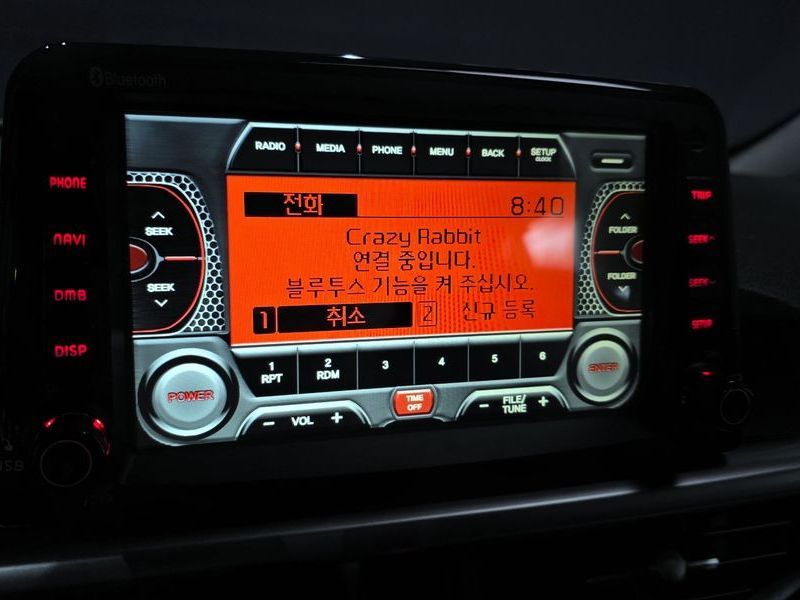 Bluetooth
RADIO MEDIA PHONE MENU BACK SETUP
CLOCK
PHONE
NAVI
DMB
DISP
SEEK
SEEK
전화 8:40
Crazy Rabbit
연결 중입니다.
블루투스 기능을 켜 주십시오.
1 취소 2 신규 등록
FOLDER
FOLDER
TRIP
SEEK
SEEK
SETUP
POWER
1 RPT
2 RDM
3
4
5
6
ENTER
− VOL +
TIME
OFF
− FILE/
TUNE +